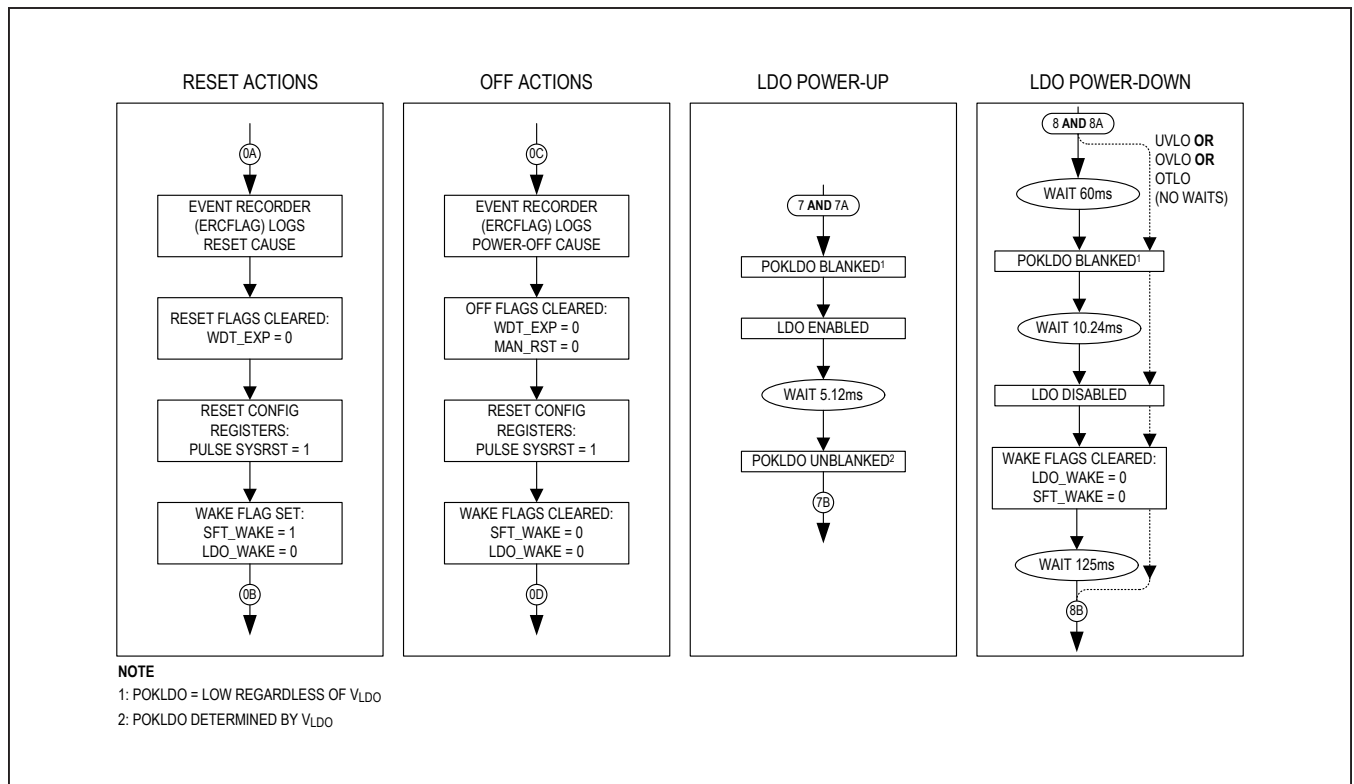 RESET ACTIONS
0A
EVENT RECORDER
(ERCFLAG) LOGS
RESET CAUSE
RESET FLAGS CLEARED:
WDT_EXP = 0
RESET CONFIG
REGISTERS:
PULSE SYSRST = 1
WAKE FLAG SET:
SFT_WAKE = 1
LDO_WAKE = 0
0B
OFF ACTIONS
0C
EVENT RECORDER
(ERCFLAG) LOGS
POWER-OFF CAUSE
OFF FLAGS CLEARED:
WDT_EXP = 0
MAN_RST = 0
RESET CONFIG
REGISTERS:
PULSE SYSRST = 1
WAKE FLAGS CLEARED:
SFT_WAKE = 0
LDO_WAKE = 0
0D
LDO POWER-UP
7 AND 7A
POKLDO BLANKED¹
LDO ENABLED
WAIT 5.12ms
POKLDO UNBLANKED²
7B
LDO POWER-DOWN
8 AND 8A
UVLO OR
OVLO OR
OTLO
(NO WAITS)
WAIT 60ms
POKLDO BLANKED¹
WAIT 10.24ms
LDO DISABLED
WAKE FLAGS CLEARED:
LDO_WAKE = 0
SFT_WAKE = 0
WAIT 125ms
8B
NOTE
1: POKLDO = LOW REGARDLESS OF VLDO
2: POKLDO DETERMINED BY VLDO